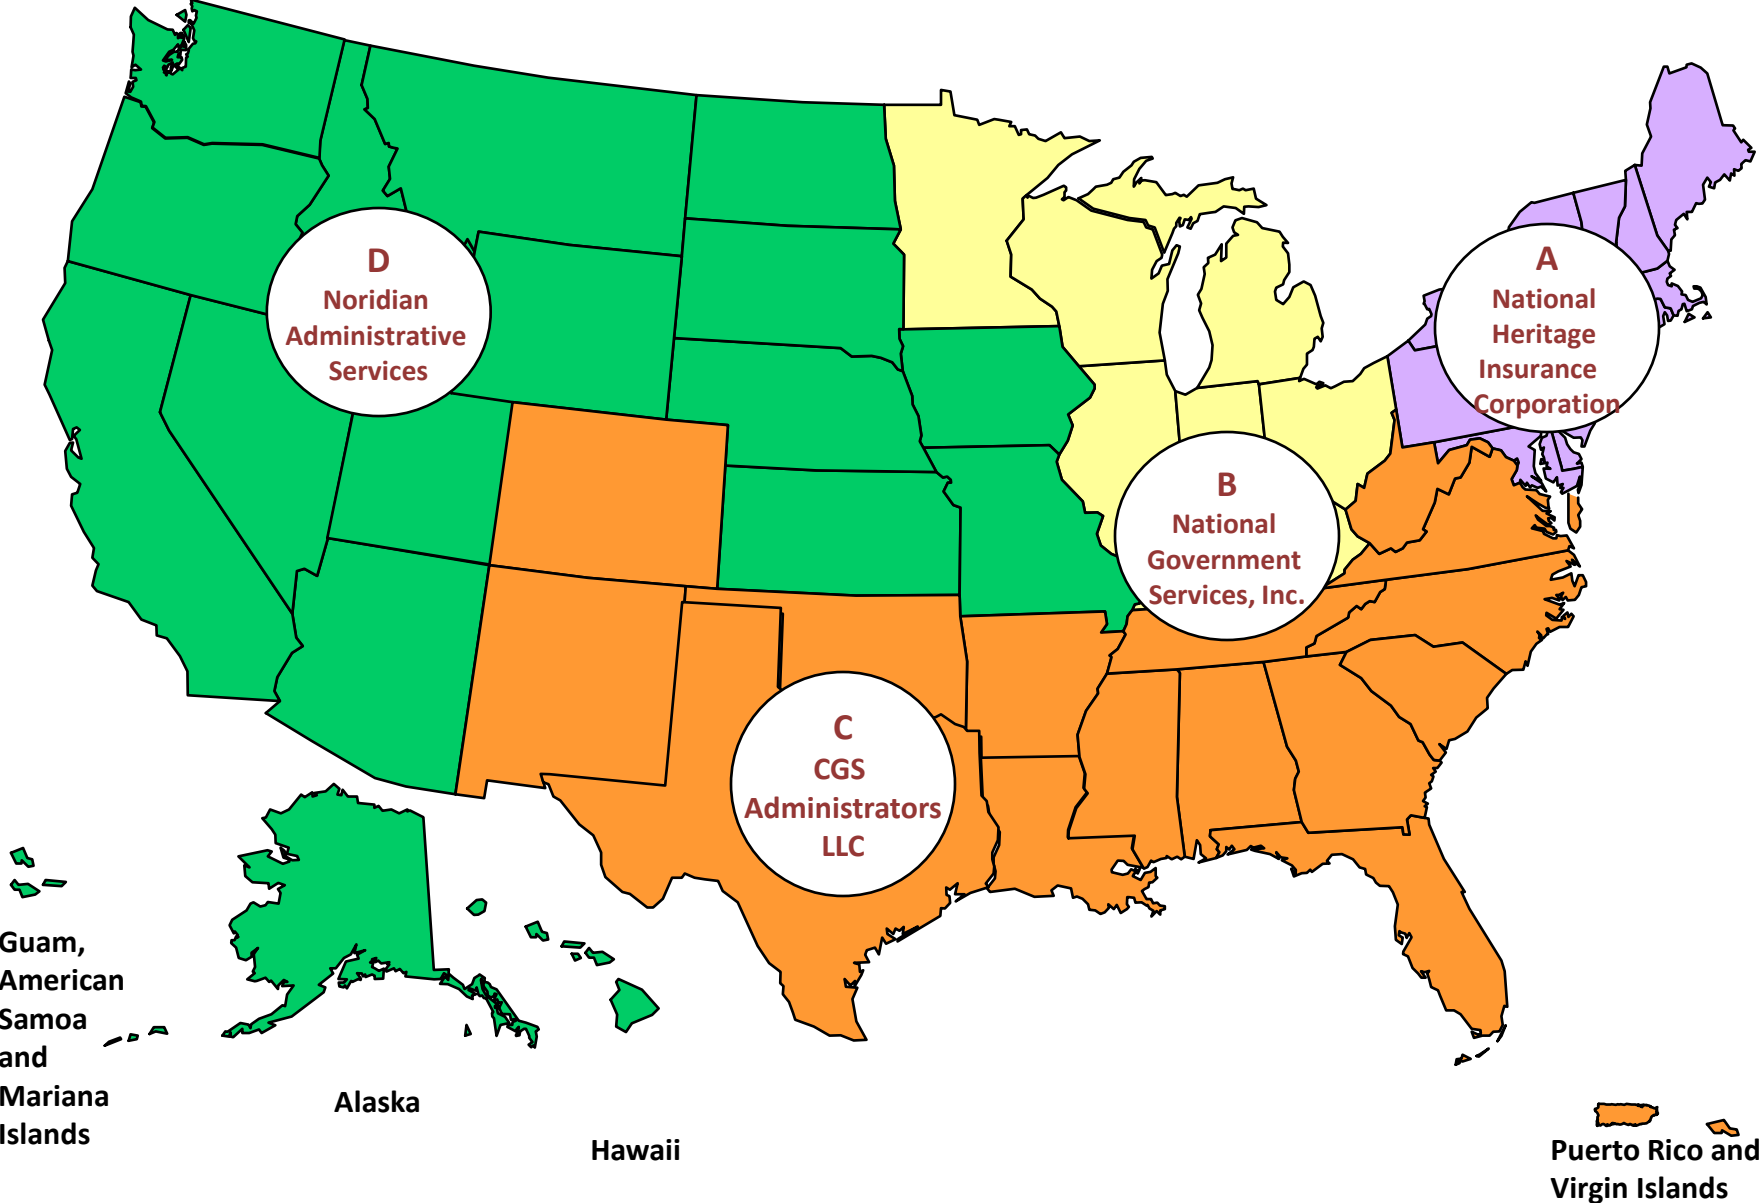 D
Noridian
Administrative
Services
A
National
Heritage
Insurance
Corporation
B
National
Government
Services, Inc.
C
CGS
Administrators
LLC
Guam,
American
Samoa
and
Mariana
Islands
Alaska
Hawaii
Puerto Rico and
Virgin Islands